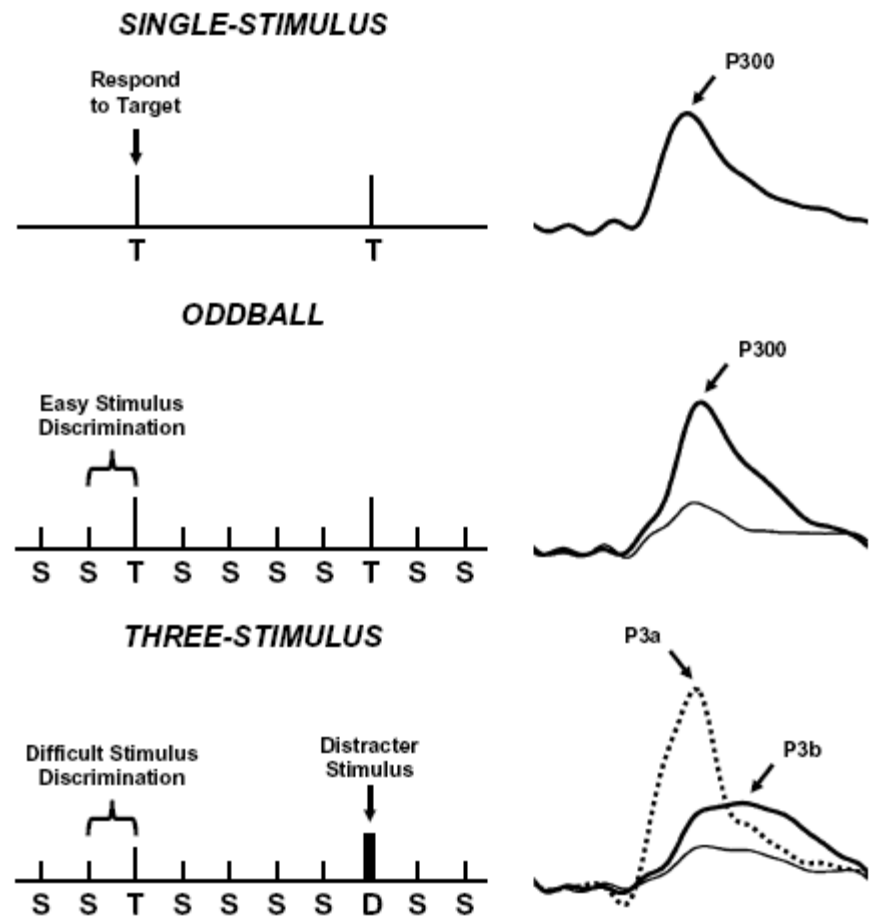 SINGLE-STIMULUS
Respond
to Target
P300
T T
ODDBALL
Easy Stimulus
Discrimination
P300
S S T S S S S T S S
THREE-STIMULUS
Difficult Stimulus
Discrimination
Distracter
Stimulus
P3a
P3b
S S T S S S S D S S